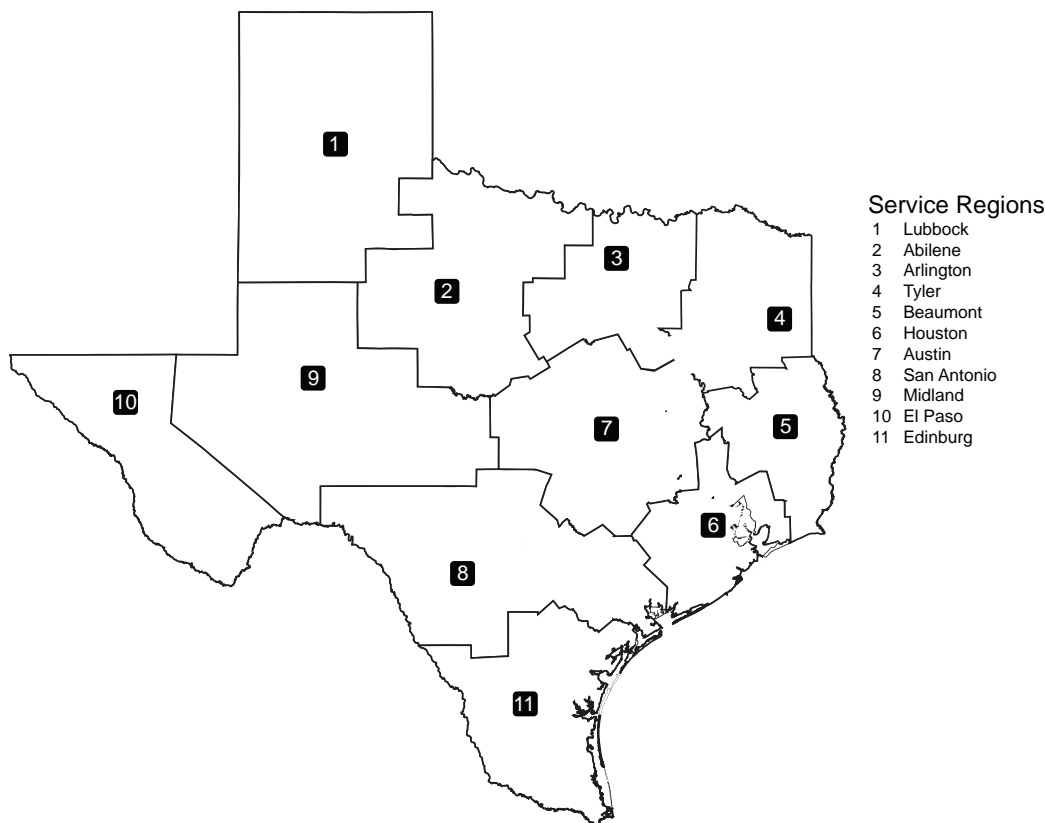 1
2
3
4
5
6
7
8
9
10
11
Service Regions
1 Lubbock
2 Abilene
3 Arlington
4 Tyler
5 Beaumont
6 Houston
7 Austin
8 San Antonio
9 Midland
10 El Paso
11 Edinburg